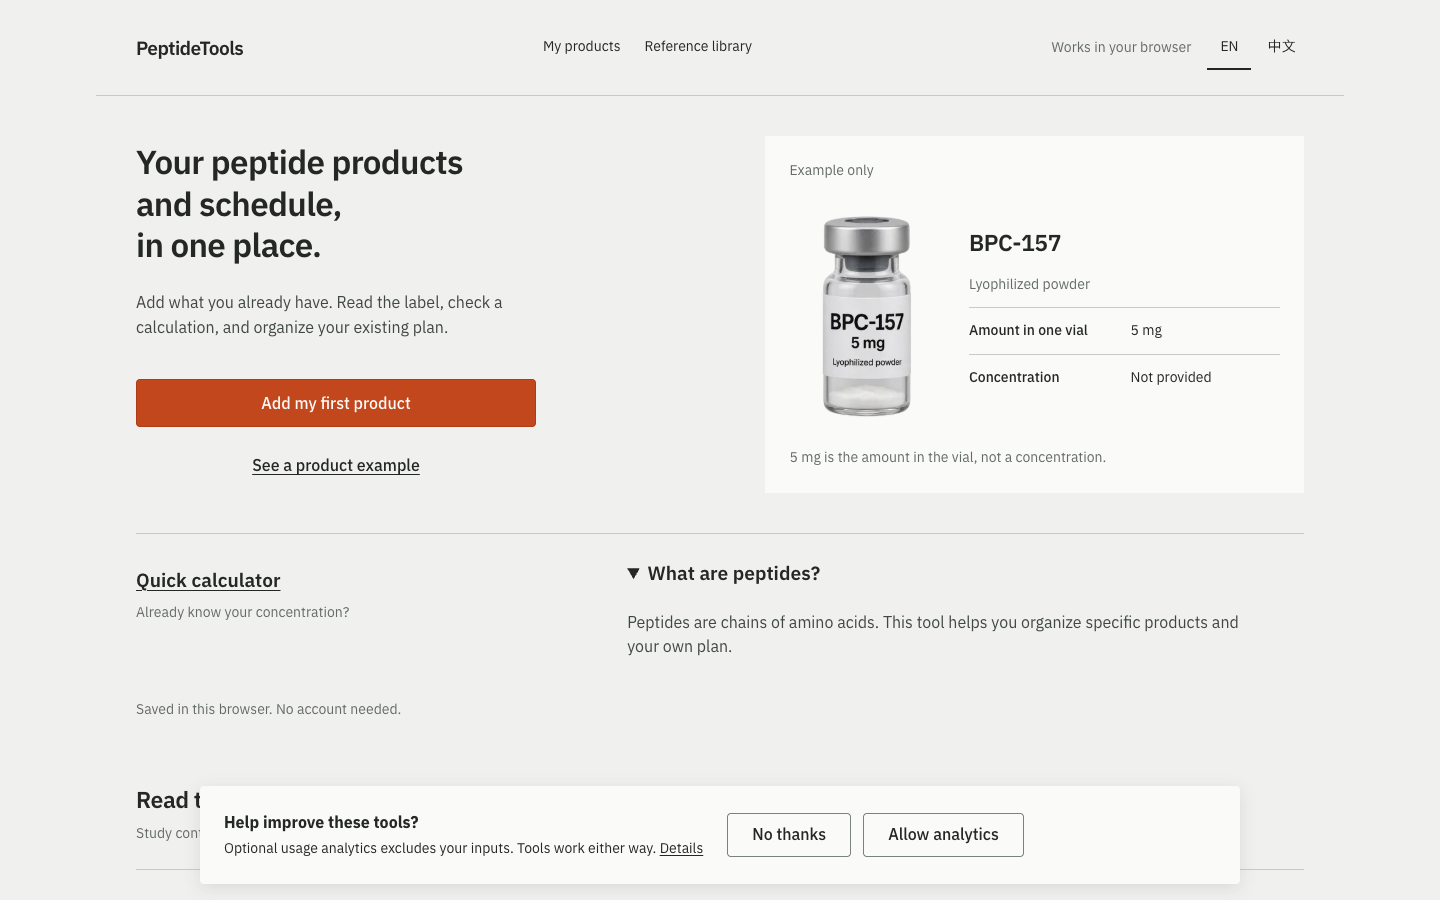 PeptideTools
My products
Reference library
Works in your browser
EN
中文
Your peptide products
and schedule,
in one place.
Add what you already have. Read the label, check a
calculation, and organize your existing plan.
Add my first product
See a product example
Example only
BPC-157
5 mg
Lyophilized powder
BPC-157
Lyophilized powder
Amount in one vial 5 mg
Concentration Not provided
5 mg is the amount in the vial, not a concentration.
Quick calculator
Already know your concentration?
▼ What are peptides?
Peptides are chains of amino acids. This tool helps you organize specific products and
your own plan.
Saved in this browser. No account needed.
Read
Study
Help improve these tools?
Optional usage analytics excludes your inputs. Tools work either way. Details
No thanks
Allow analytics